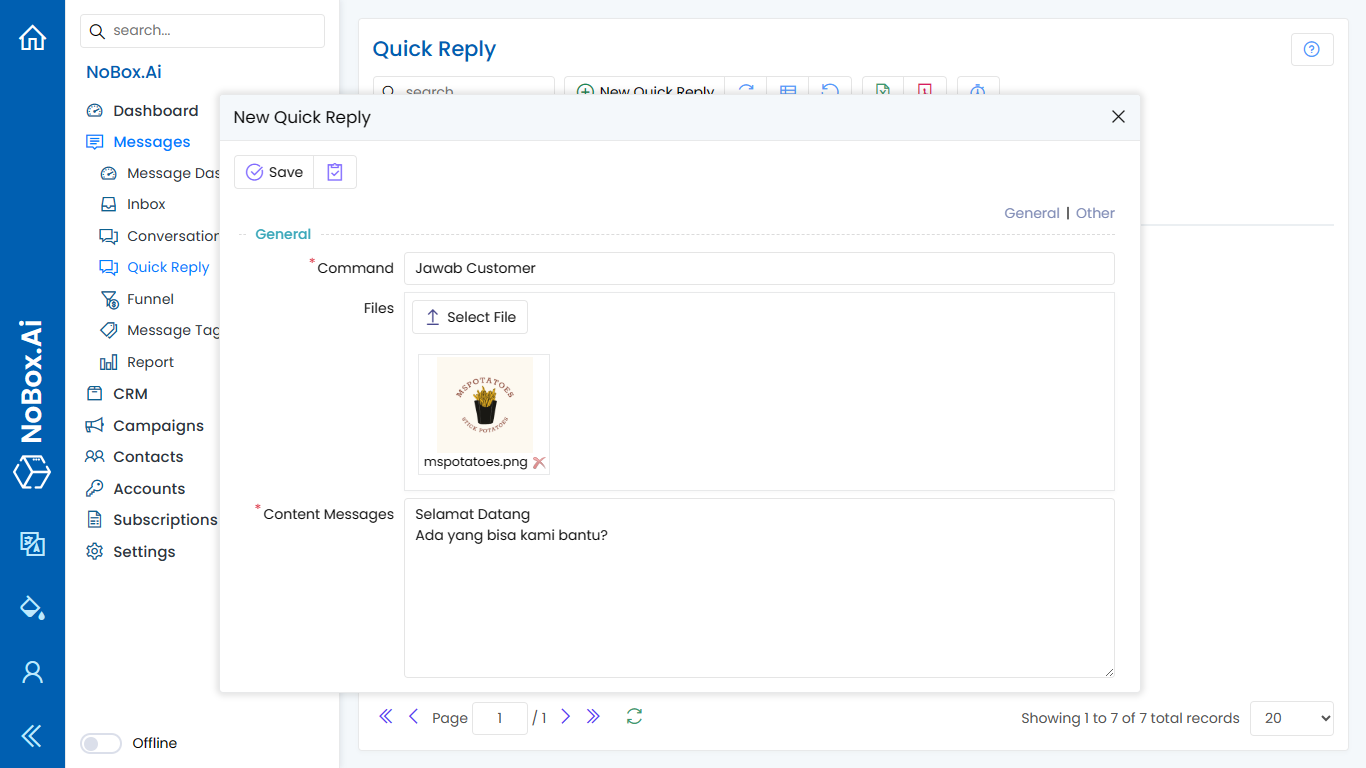 search...
NoBox.Ai
Dashboard
Messages
Message Das
Inbox
Conversation
Quick Reply
Funnel
Message Tag
Report
CRM
Campaigns
Contacts
Accounts
Subscriptions
Settings
Offline
NoBox.Ai
Quick Reply
search
New Quick Reply
New Quick Reply
Save
General | Other
General
* Command
Jawab Customer
Files
Select File
MSPOTATOES
STICK POTATOES
mspotatoes.png
* Content Messages
Selamat Datang
Ada yang bisa kami bantu?
Page 1 / 1
Showing 1 to 7 of 7 total records
20